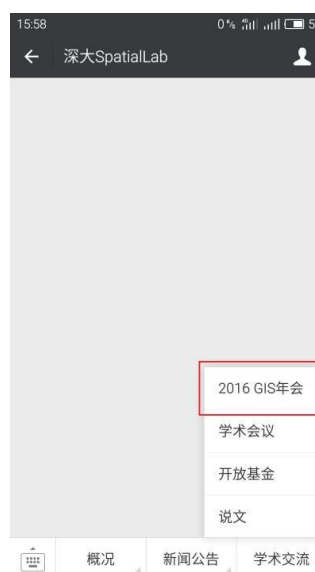 15:58 0% 5
深大SpatialLab
2016 GIS年会
学术会议
开放基金
说文
概况 新闻公告 学术交流